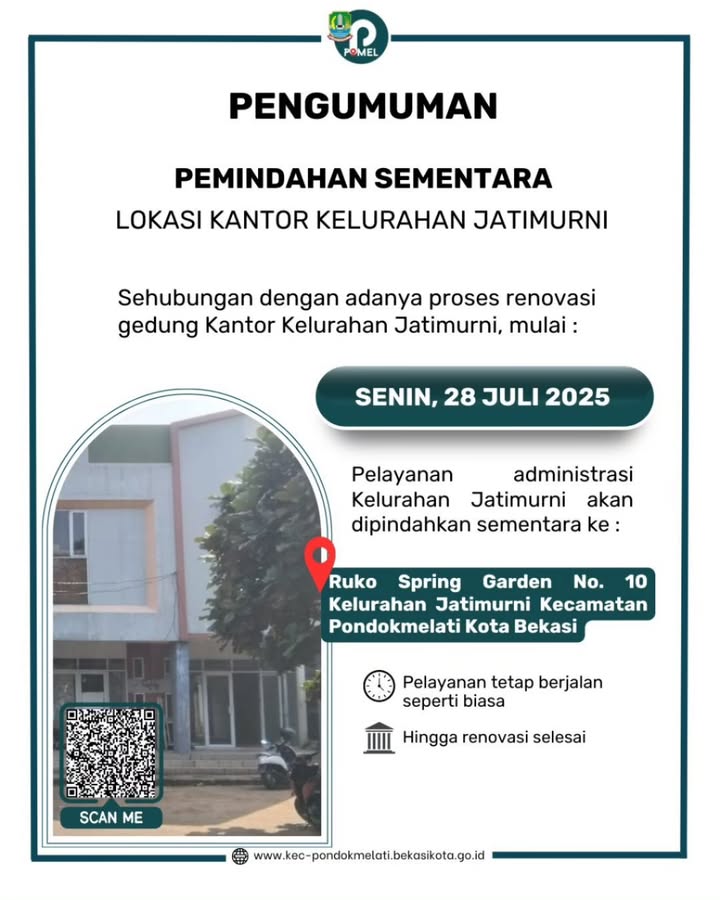 POMEL
PENGUMUMAN
PEMINDAHAN SEMENTARA
LOKASI KANTOR KELURAHAN JATIMURNI
Sehubungan dengan adanya proses renovasi
gedung Kantor Kelurahan Jatimurni, mulai :
SENIN, 28 JULI 2025
Pelayanan administrasi
Kelurahan Jatimurni akan
dipindahkan sementara ke :
Ruko Spring Garden No. 10
Kelurahan Jatimurni Kecamatan
Pondokmelati Kota Bekasi
Pelayanan tetap berjalan
seperti biasa
Hingga renovasi selesai
SCAN ME
www.kec-pondokmelati.bekasikota.go.id